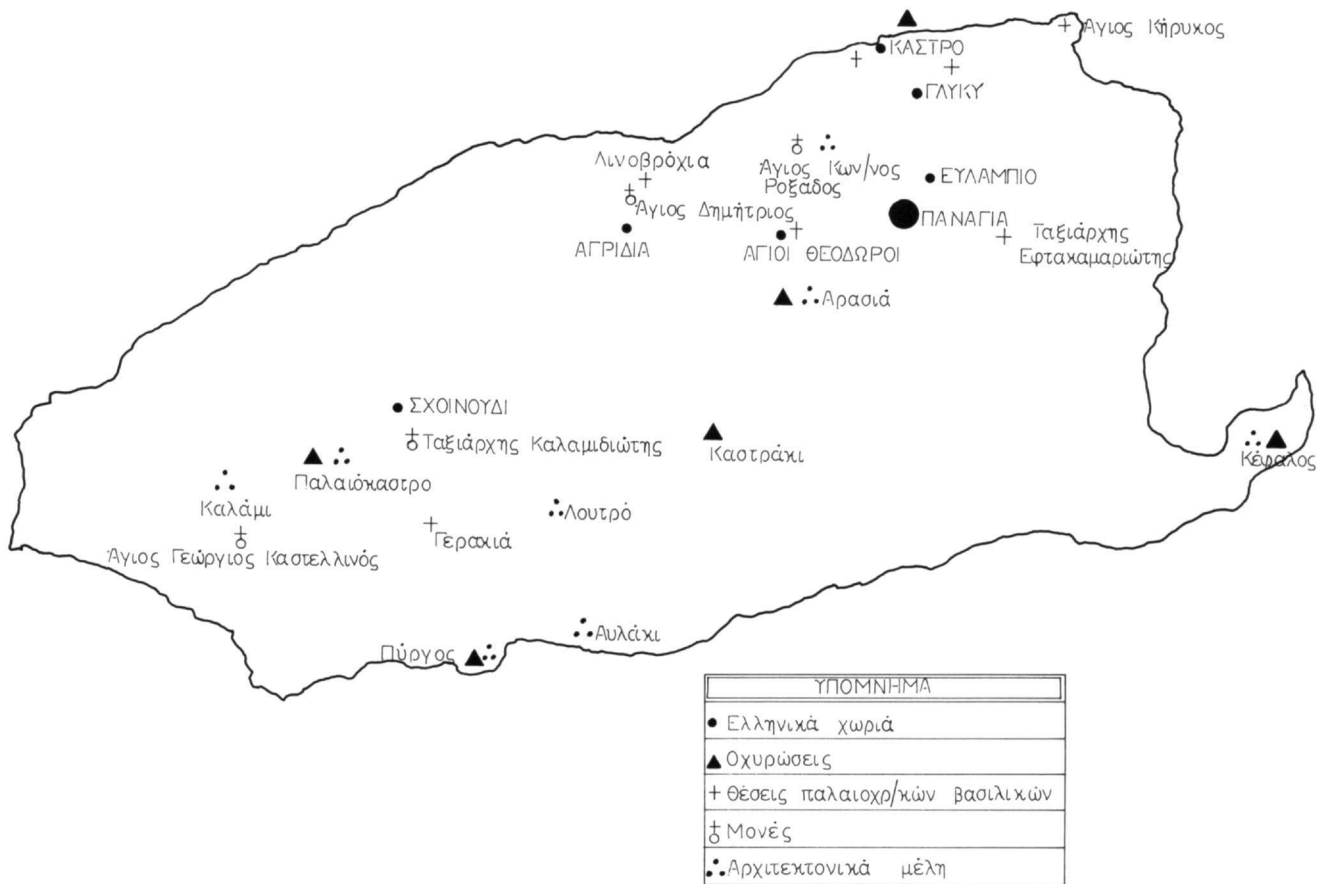 Άγιος Κήρυκος
ΚΑΣΤΡΟ
ΓΛΥΚΥ
Λινοβρόχια
Άγιος Κων/νος
Ροξάδος
ΕΥΛΑΜΠΙΟ
Άγιος Δημήτριος
ΠΑΝΑΓΙΑ
ΑΓΡΙΔΙΑ
ΑΓΙΟΙ ΘΕΟΔΩΡΟΙ
Ταξιάρχης
Εφτακαμαριώτης
Αρασιά
ΣΧΟΙΝΟΥΔΙ
Ταξιάρχης Καλαμιδιώτης
Καστράκι
Κέφαλος
Παλαιόκαστρο
Καλάμι
Λουτρό
Γερακιά
Άγιος Γεώργιος Καστελλινός
Αυλάκι
Πύργος
ΥΠΟΜΝΗΜΑ
Ελληνικά χωριά
Οχυρώσεις
Θέσεις παλαιοχρ/κών βασιλικών
Μονές
Αρχιτεκτονικά μέλη